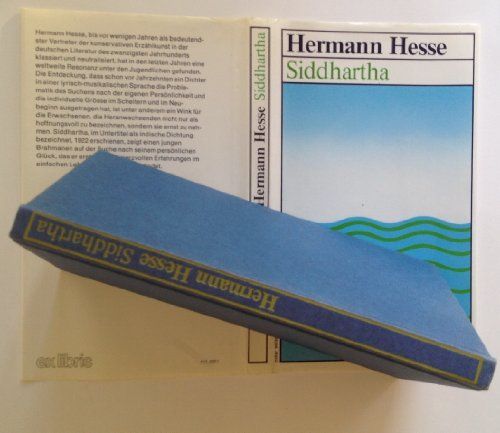 Hermann Hesse, bis vor wenigen Jahren als bedeutend-
ster Vertreter der konservativen Erzählkunst in der
deutschen Literatur des zwanzigsten Jahrhunderts
klassiert und neutralisiert, hat in den letzten Jahren eine
weltweite Resonanz unter den Jugendlichen gefunden.
Die Entdeckung, dass schon vor Jahrzehnten ein Dichter
in einer lyrisch-musikalischen Sprache die Proble-
matik des Suchens nach der eigenen Persönlichkeit und
die individuelle Grösse im Scheitern und im Neu-
beginn ausgetragen hat, ist unter anderem ein Wink für
die Erwachsenen, die Heranwachsenden nicht nur als
hoffnungsvoll zu bezeichnen, sondern sie ernst zu neh-
men. Siddhartha, im Untertitel als indische Dichtung
bezeichnet, 1922 erschienen, zeigt einen jungen
Brahmanen auf der Suche nach seinem persönlichen
Glück, das er erst schmerzvollen Erfahrungen im
einfachen Leben
ex libris
Hermann Hesse Siddhartha
Hermann Hesse
Siddhartha
Hermann Hesse Siddhartha